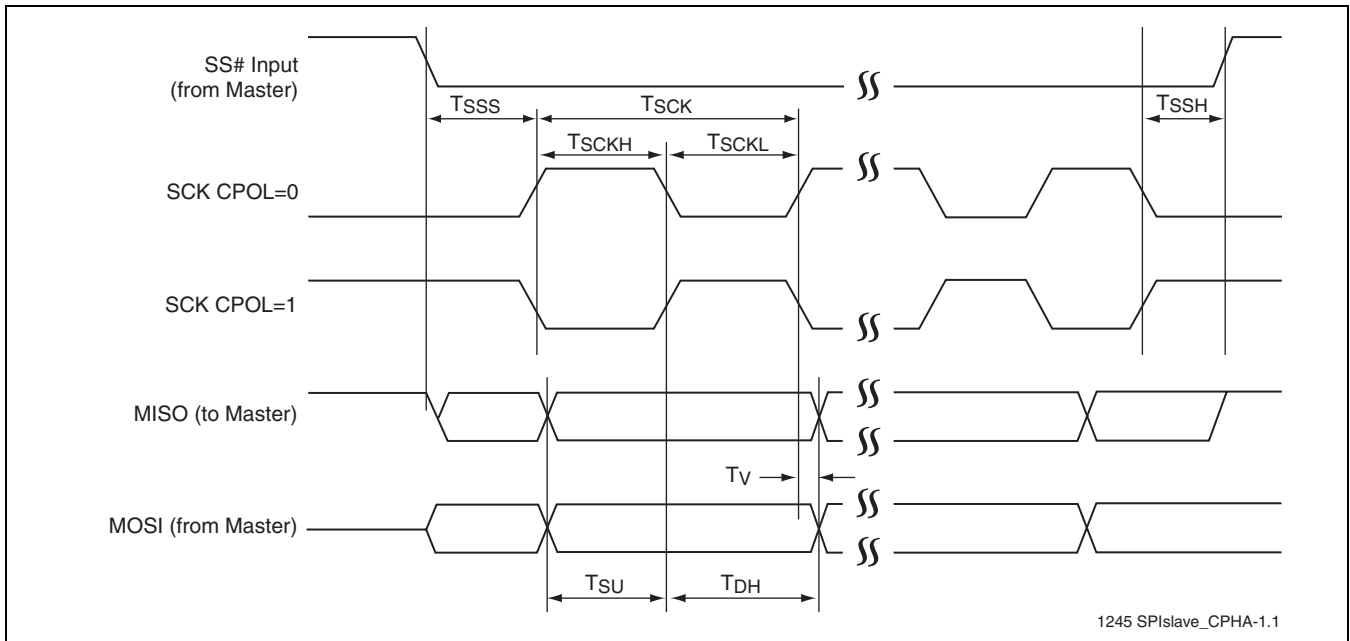 SS# Input
(from Master)
TSSS
TSCK
TSSH
TSCKH
TSCKL
SCK CPOL=0
SCK CPOL=1
MISO (to Master)
TV
MOSI (from Master)
TSU
TDH
1245 SPIslave_CPHA-1.1